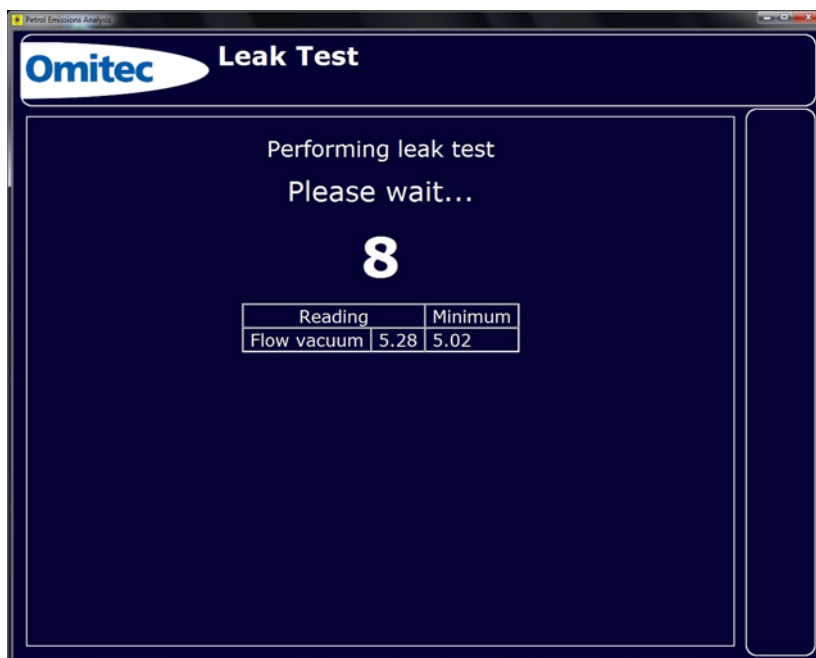 Petrol Emissions Analysis
Omitec
Leak Test
Performing leak test
Please wait...
8
Reading Minimum
Flow vacuum 5.28 5.02